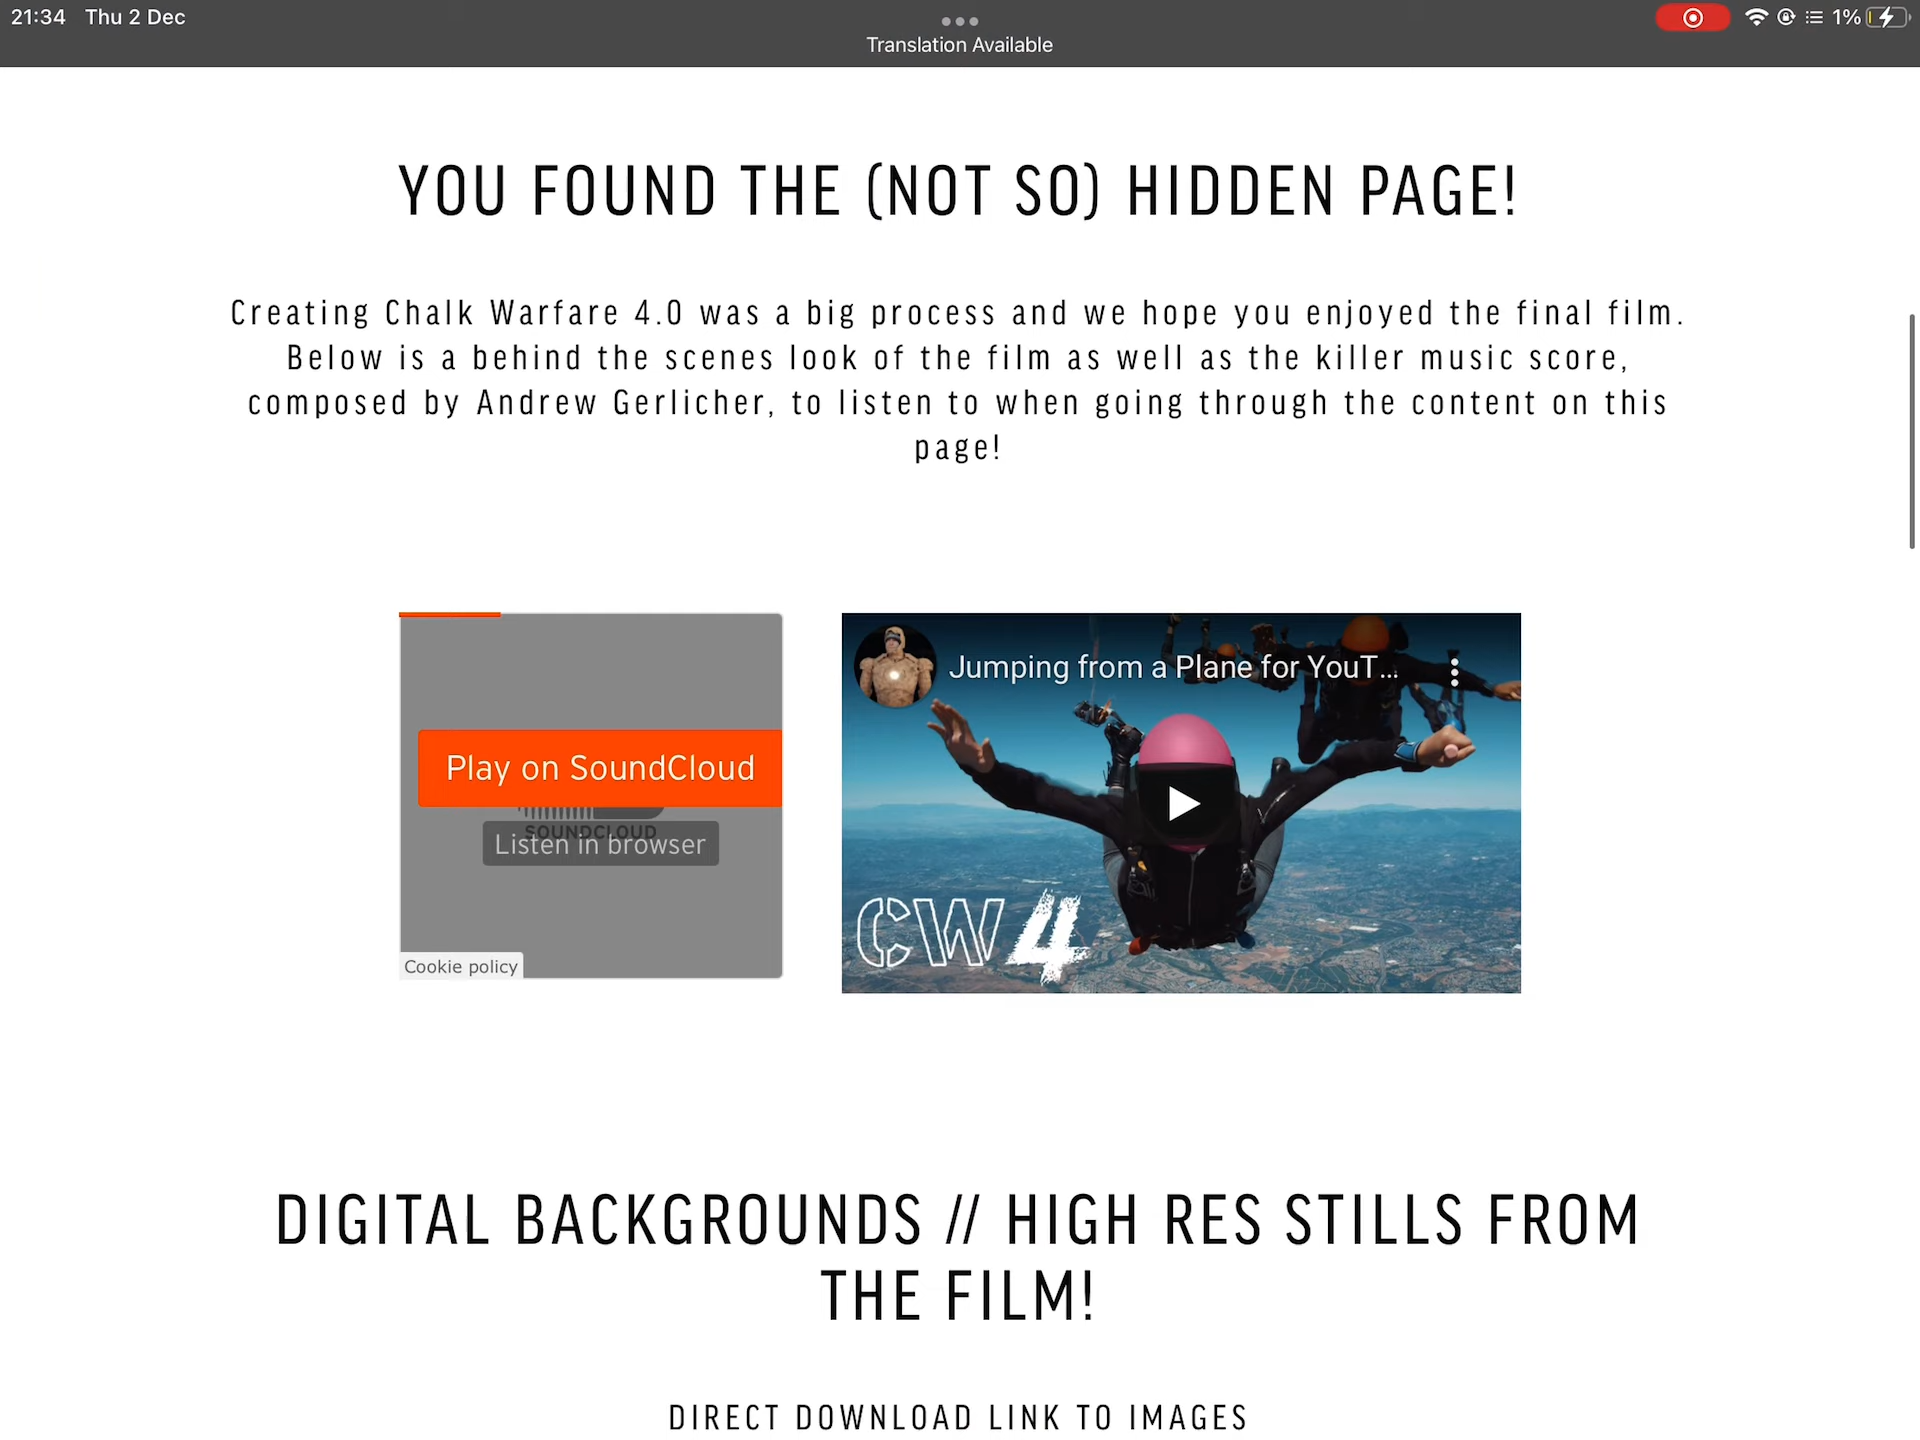 21:34 Thu 2 Dec
1%
Translation Available
YOU FOUND THE (NOT SO) HIDDEN PAGE!
Creating Chalk Warfare 4.0 was a big process and we hope you enjoyed the final film.
Below is a behind the scenes look of the film as well as the killer music score,
composed by Andrew Gerlicher, to listen to when going through the content on this
page!
Play on SoundCloud
SOUNDCLOUD
Listen in browser
Cookie policy
Jumping from a Plane for YouT...
CW4
DIGITAL BACKGROUNDS // HIGH RES STILLS FROM
THE FILM!
DIRECT DOWNLOAD LINK TO IMAGES